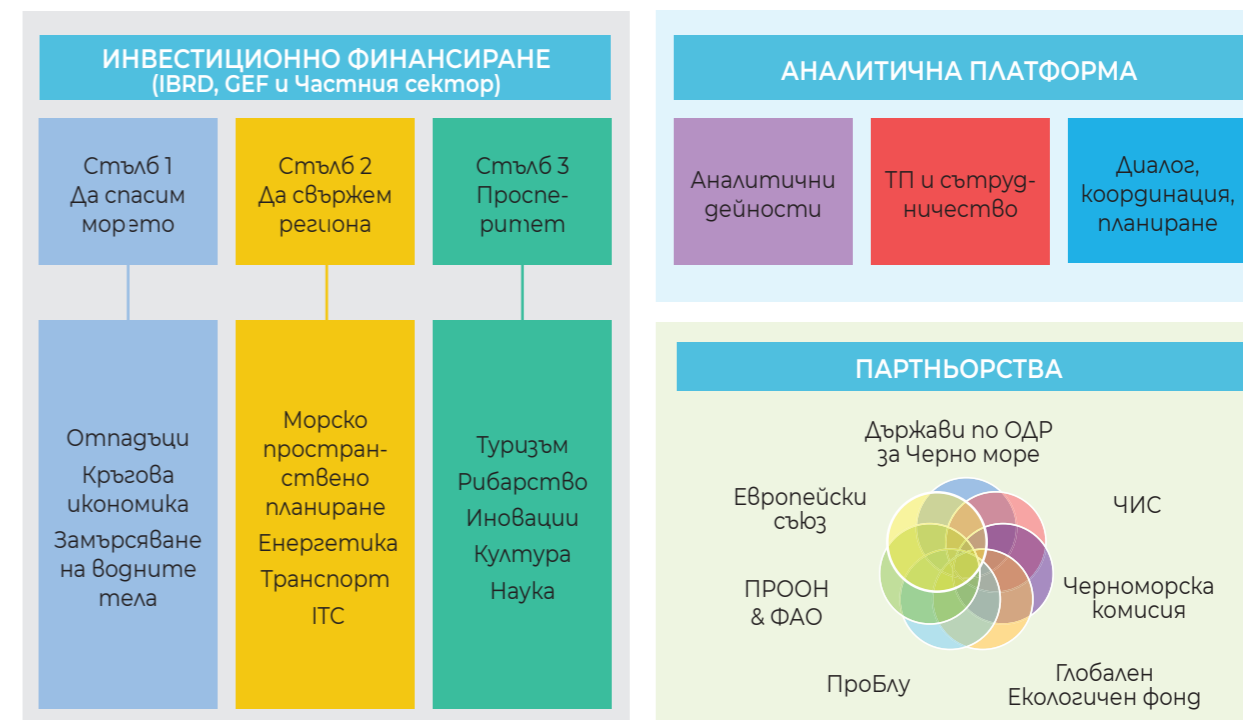 ИНВЕСТИЦИОННО ФИНАНСИРАНЕ
(IBRD, GEF и Частния сектор)
Стълб 1
Да спасим
морето
Стълб 2
Да свържем
региона
Стълб 3
Проспе-
ритет
Отпадъци
Кръгова
икономика
Замърсяване
на водните
тела
Морско
простран-
ствено
планиране
Енергетика
Транспорт
ITC
Туризъм
Рибарство
Иновации
Култура
Наука
АНАЛИТИЧНА ПЛАТФОРМА
Аналитични
дейности
ТП и сътруд-
ничество
Диалог,
координация,
планиране
ПАРТНЬОРСТВА
Държави по ОДР
за Черно море
Европейски
съюз
ЧИС
ПРООН
& ФАО
Черноморска
комисия
ПроБлу
Глобален
Екологичен фонд